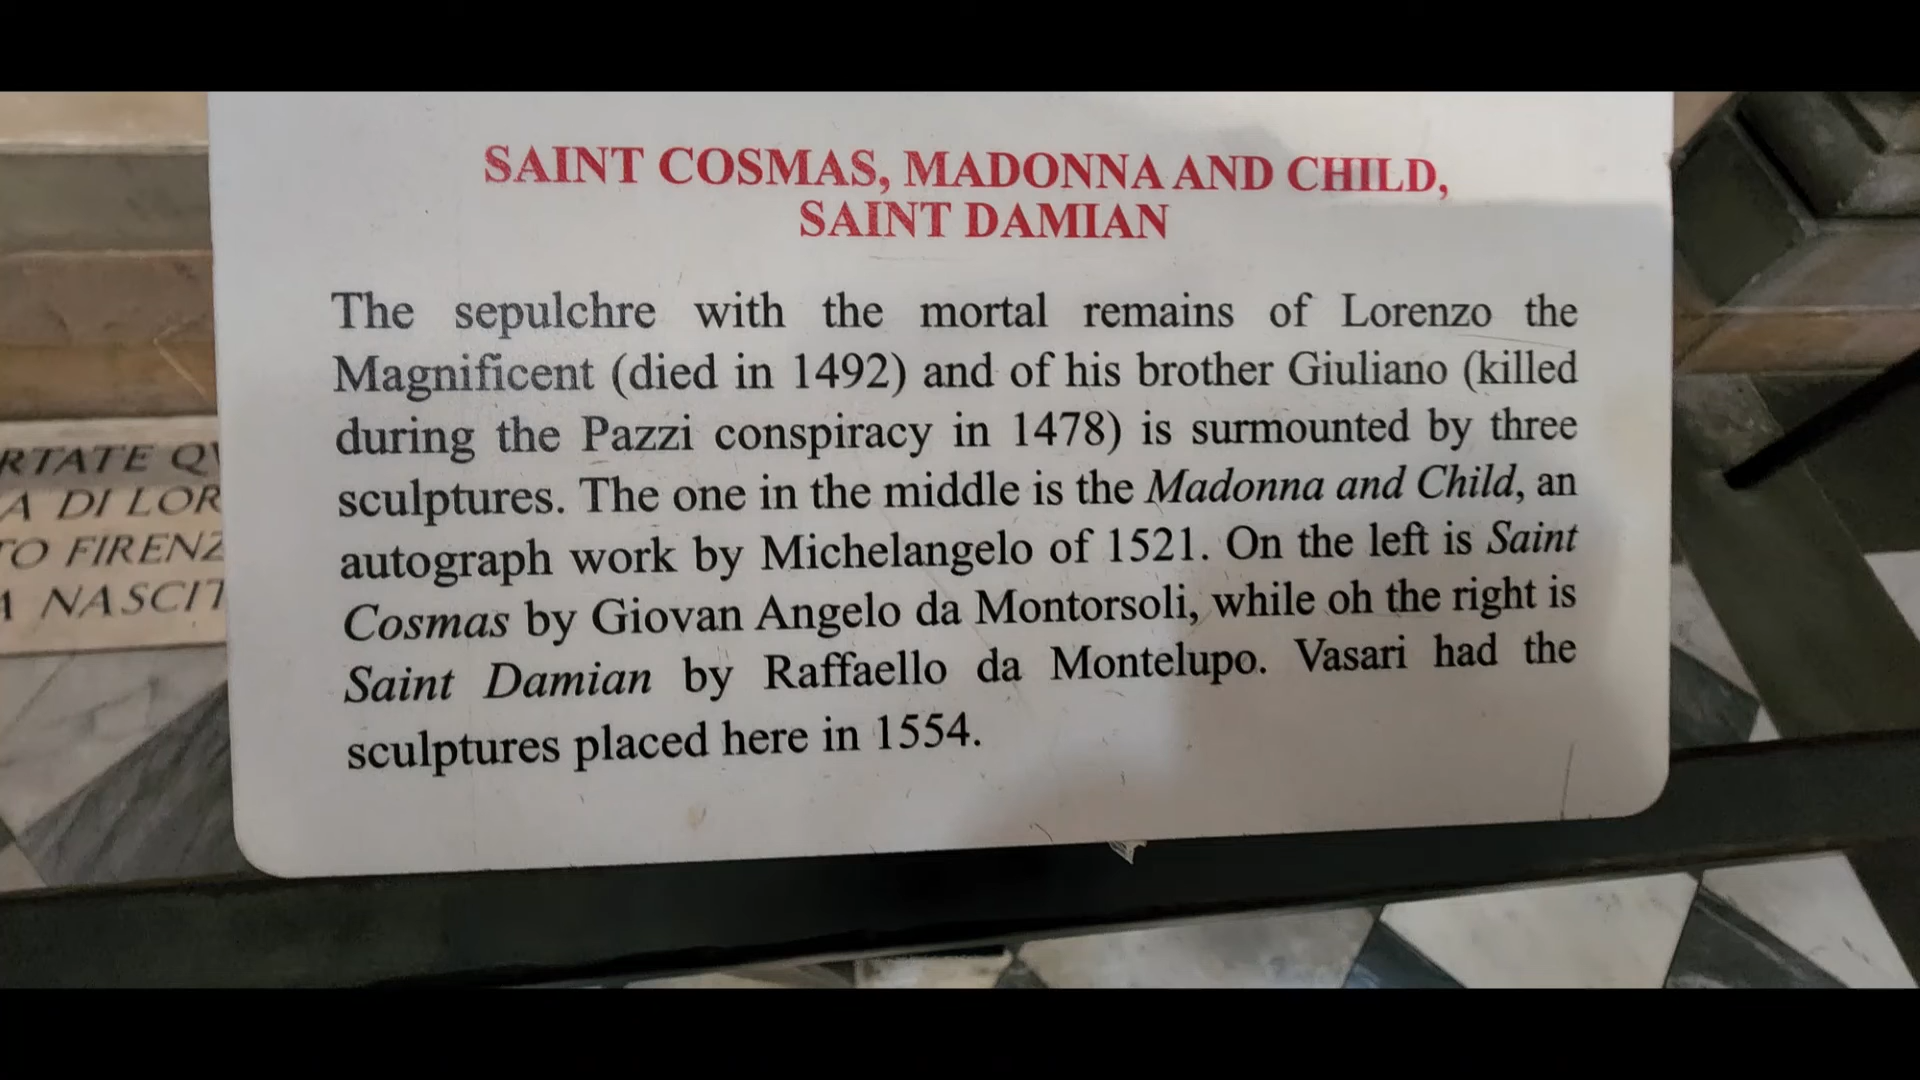 SAINT COSMAS, MADONNA AND CHILD,
SAINT DAMIAN
The sepulchre with the mortal remains of Lorenzo the
Magnificent (died in 1492) and of his brother Giuliano (killed
during the Pazzi conspiracy in 1478) is surmounted by three
sculptures. The one in the middle is the Madonna and Child, an
autograph work by Michelangelo of 1521. On the left is Saint
Cosmas by Giovan Angelo da Montorsoli, while oh the right is
Saint Damian by Raffaello da Montelupo. Vasari had the
sculptures placed here in 1554.
RTATE QV
A DI LOR
TO FIRENZ
A NASCIT